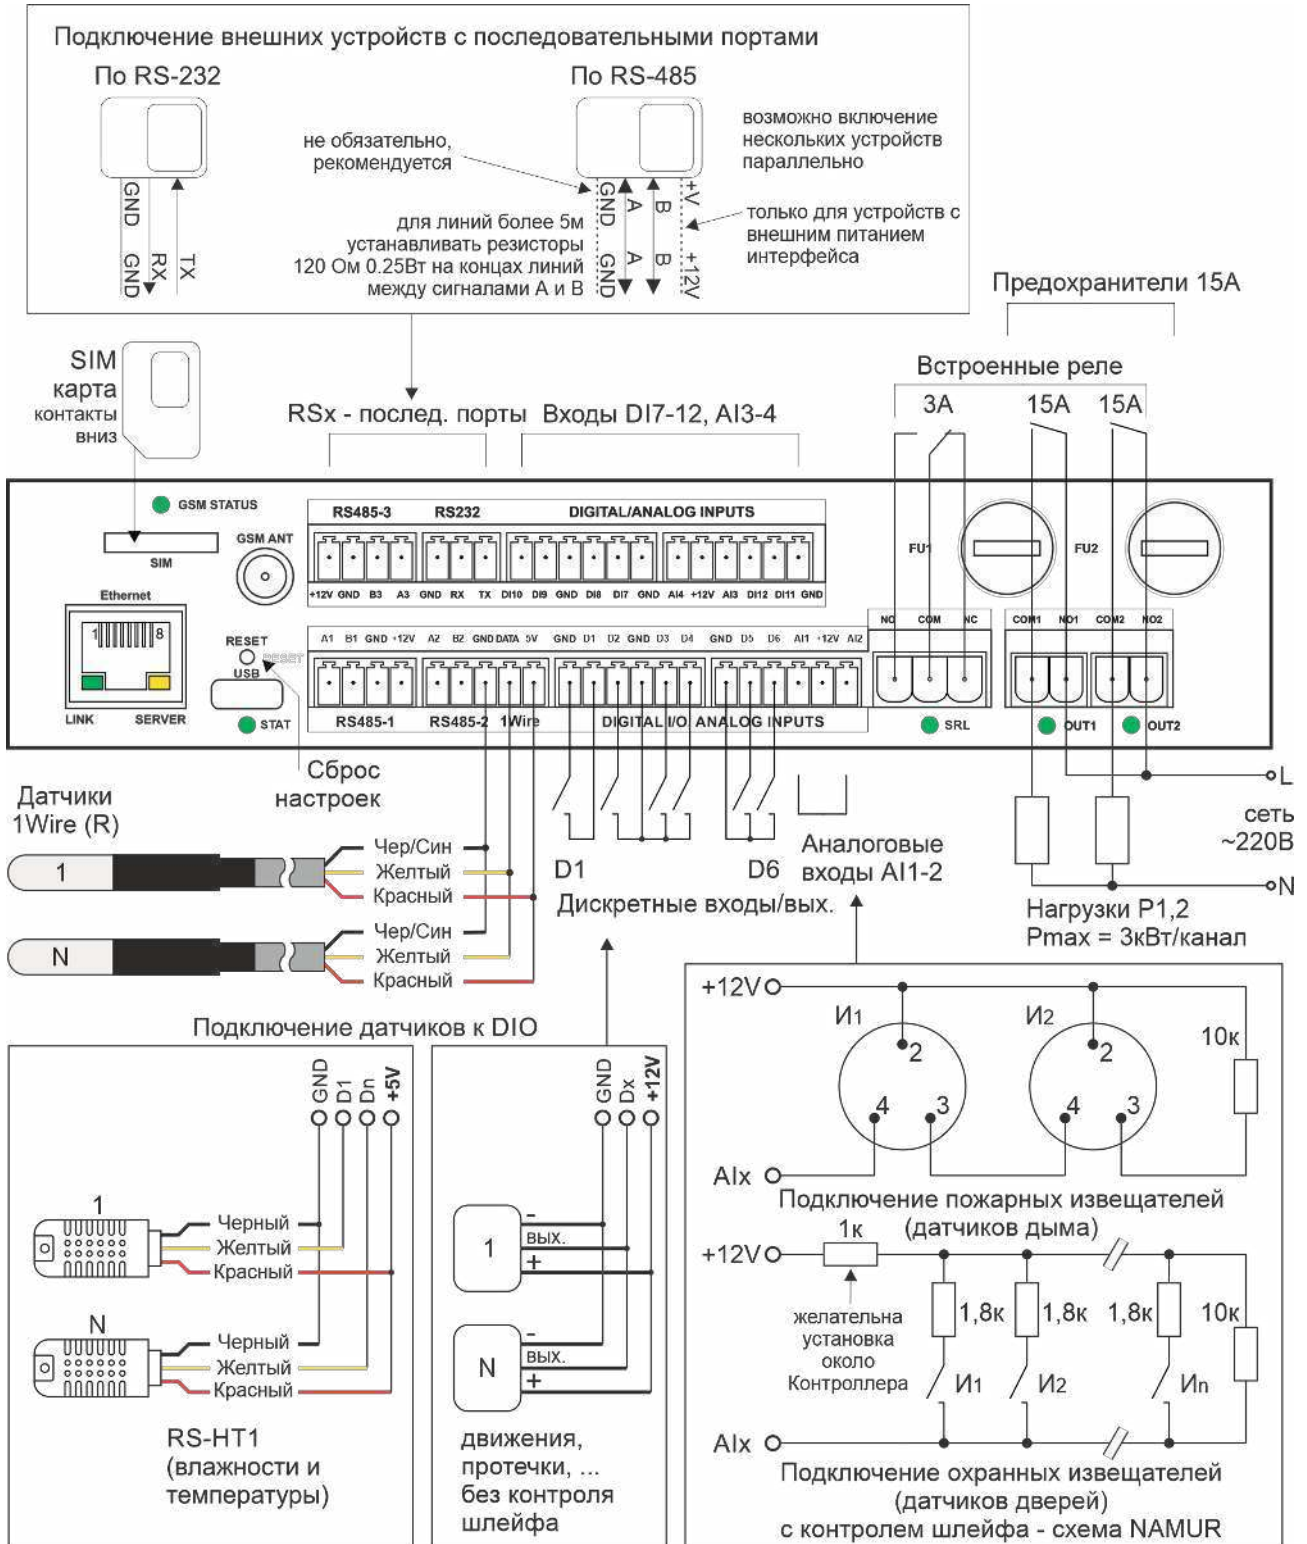 Подключение внешних устройств с последовательными портами
По RS-232
По RS-485
не обязательно,
рекомендуется
возможно включение
нескольких устройств
параллельно
GND
GND
RX
TX
для линий более 5м
устанавливать резисторы
120 Ом 0.25Вт на концах линий
между сигналами А и В
GND
A
B
+V
GND
A
B
+12V
только для устройств с
внешним питанием
интерфейса
Предохранители 15А
SIM
карта
контакты
вниз
Встроенные реле
3А
15А
15А
RSx - послед. порты
Входы DI7-12, AI3-4
GSM STATUS
SIM
GSM ANT
RS485-3
RS232
DIGITAL/ANALOG INPUTS
+12V GND B3 A3 GND RX TX DI10 DI9 GND DI8 DI7 GND AI4 +12V AI3 DI12 DI11 GND
FU1
FU2
Ethernet
1
8
LINK
SERVER
RESET
RESET
USB
STAT
A1 B1 GND +12V A2 B2 GND DATA 5V GND D1 D2 GND D3 D4 GND D5 D6 AI1 +12V AI2
RS485-1
RS485-2
1Wire
DIGITAL I/O, ANALOG INPUTS
NO
COM
NC
COM1
NO1
COM2
NO2
SRL
OUT1
OUT2
Сброс
настроек
Датчики
1Wire (R)
1
Чер/Син
Желтый
Красный
N
Чер/Син
Желтый
Красный
D1
D6
Дискретные входы/вых.
Аналоговые
входы AI1-2
L
сеть
~220В
N
Нагрузки P1,2
Pmax = 3кВт/канал
Подключение датчиков к DIO
GND
D1
Dn
+5V
1
Черный
Желтый
Красный
N
Черный
Желтый
Красный
RS-HT1
(влажности и
температуры)
GND
Dx
+12V
1
-
вых.
+
N
-
вых.
+
движения,
протечки, ...
без контроля
шлейфа
+12V
И1
И2
2
4
3
2
4
3
10к
AIx
Подключение пожарных извещателей
(датчиков дыма)
+12V
1к
желательна
установка
около
Контроллера
1,8к
1,8к
1,8к
10к
И1
И2
Иn
AIx
Подключение охранных извещателей
(датчиков дверей)
с контролем шлейфа - схема NAMUR